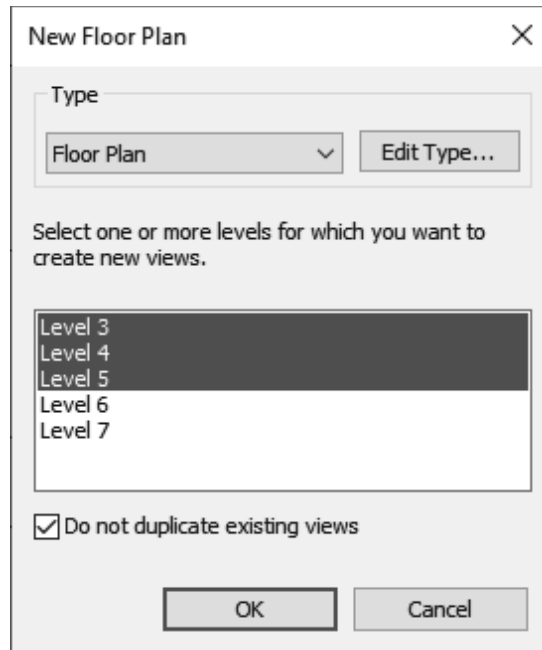 New Floor Plan
Type
Floor Plan
Edit Type...
Select one or more levels for which you want to
create new views.
Level 3
Level 4
Level 5
Level 6
Level 7
Do not duplicate existing views
OK
Cancel